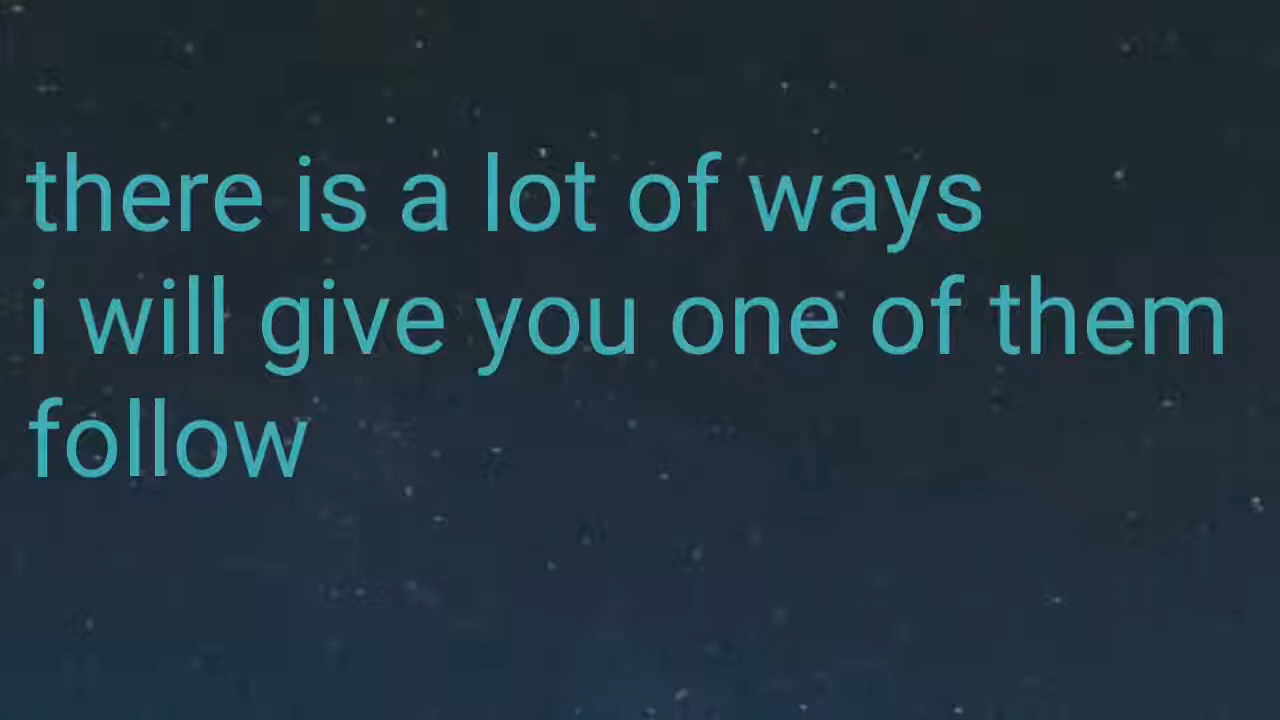 there is a lot of ways
i will give you one of them
follow